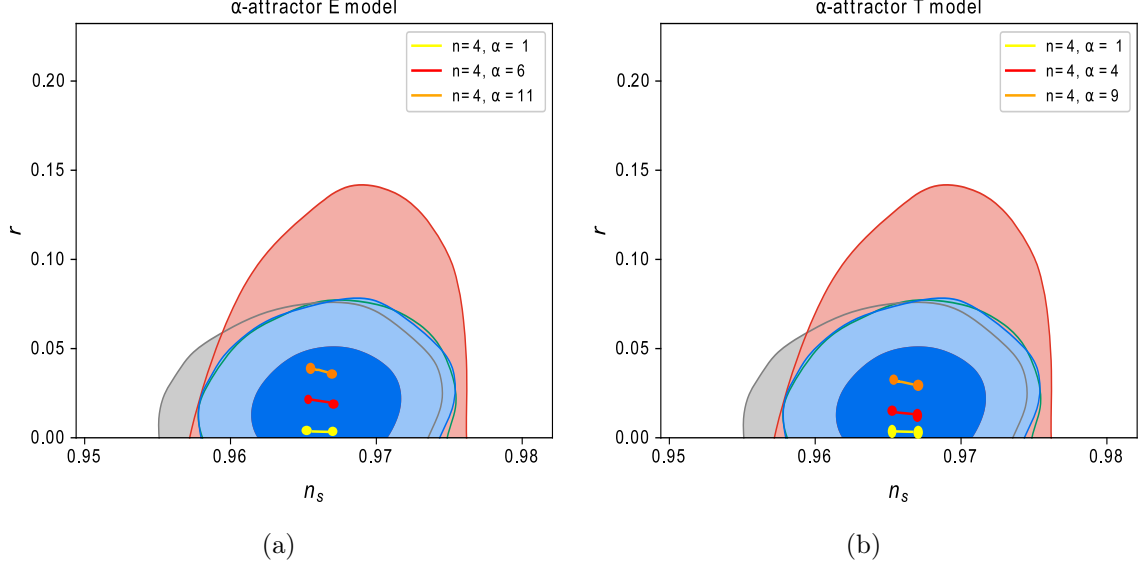 α-attractor E model
n=4, α= 1
n=4, α=6
n=4, α=11
0.20
0.15
0.10
0.05
0.00
r
0.95
0.96
0.97
0.98
n_s
(a)
α-attractor T model
n=4, α= 1
n=4, α=4
n=4, α=9
0.20
0.15
0.10
0.05
0.00
r
0.95
0.96
0.97
0.98
n_s
(b)